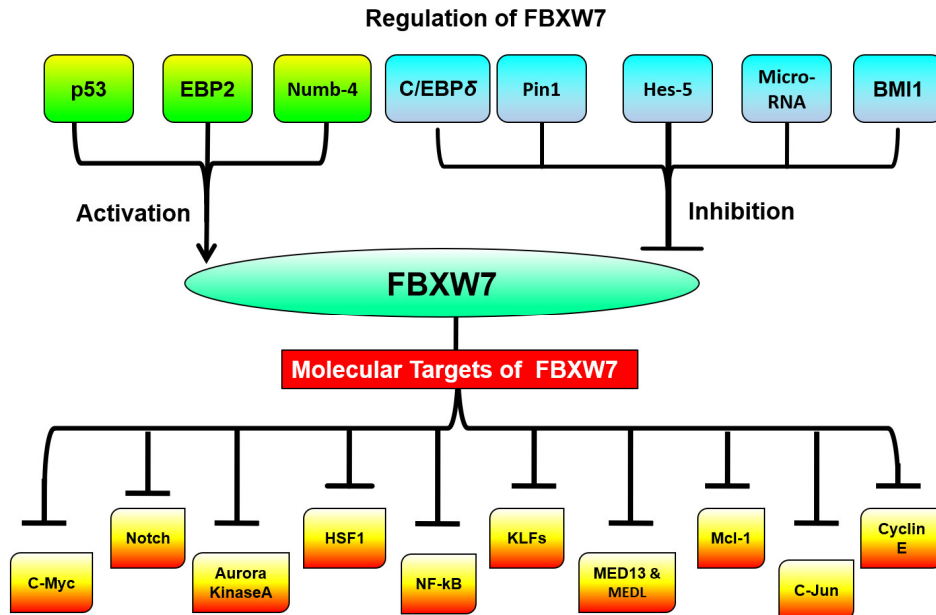 Regulation of FBXW7
p53
EBP2
Numb-4
C/EBPδ
Pin1
Hes-5
Micro-
RNA
BMI1
Activation
Inhibition
FBXW7
Molecular Targets of FBXW7
C-Myc
Notch
Aurora
KinaseA
HSF1
NF-kB
KLFs
MED13 &
MEDL
Mcl-1
C-Jun
Cyclin
E